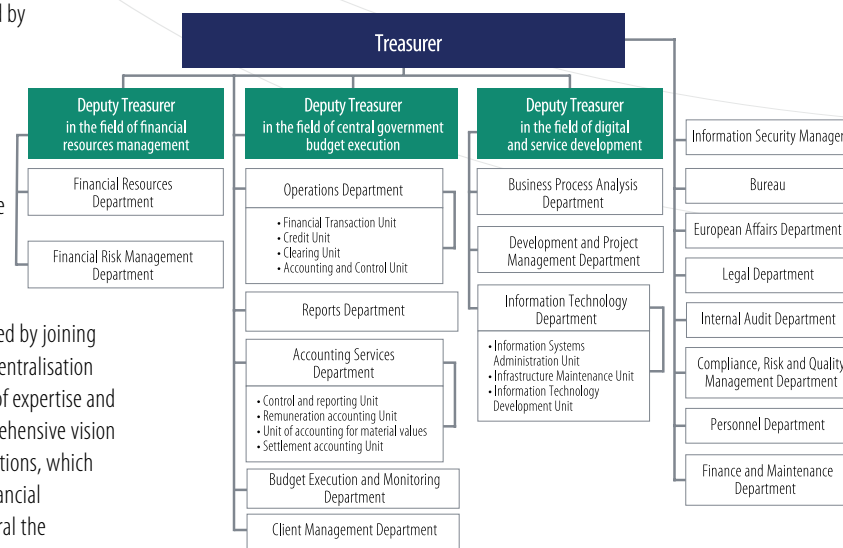 l by
e
ed by joining
entralisation
of expertise and
ehensive vision
tions, which
ancial
ral the
Treasurer
Deputy Treasurer
in the field of financial
resources management
Financial Resources
Department
Financial Risk Management
Department
Deputy Treasurer
in the field of central government
budget execution
Operations Department
• Financial Transaction Unit
• Credit Unit
• Clearing Unit
• Accounting and Control Unit
Reports Department
Accounting Services
Department
• Control and reporting Unit
• Remuneration accounting Unit
• Unit of accounting for material values
• Settlement accounting Unit
Budget Execution and Monitoring
Department
Client Management Department
Deputy Treasurer
in the field of digital
and service development
Business Process Analysis
Department
Development and Project
Management Department
Information Technology
Department
• Information Systems
Administration Unit
• Infrastructure Maintenance Unit
• Information Technology
Development Unit
Information Security Manager
Bureau
European Affairs Department
Legal Department
Internal Audit Department
Compliance, Risk and Quality
Management Department
Personnel Department
Finance and Maintenance
Department